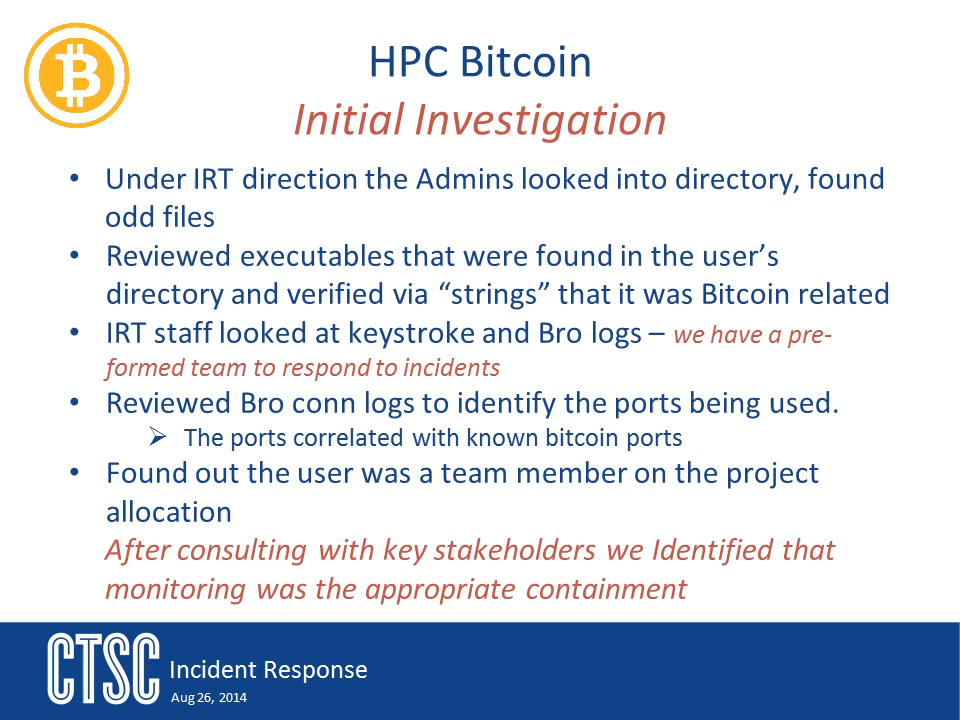 HPC Bitcoin
Initial Investigation
• Under IRT direction the Admins looked into directory, found
odd files
• Reviewed executables that were found in the user’s
directory and verified via “strings” that it was Bitcoin related
• IRT staff looked at keystroke and Bro logs – we have a pre-
formed team to respond to incidents
• Reviewed Bro conn logs to identify the ports being used.
➢ The ports correlated with known bitcoin ports
• Found out the user was a team member on the project
allocation
After consulting with key stakeholders we Identified that
monitoring was the appropriate containment
CTSC
Incident Response
Aug 26, 2014